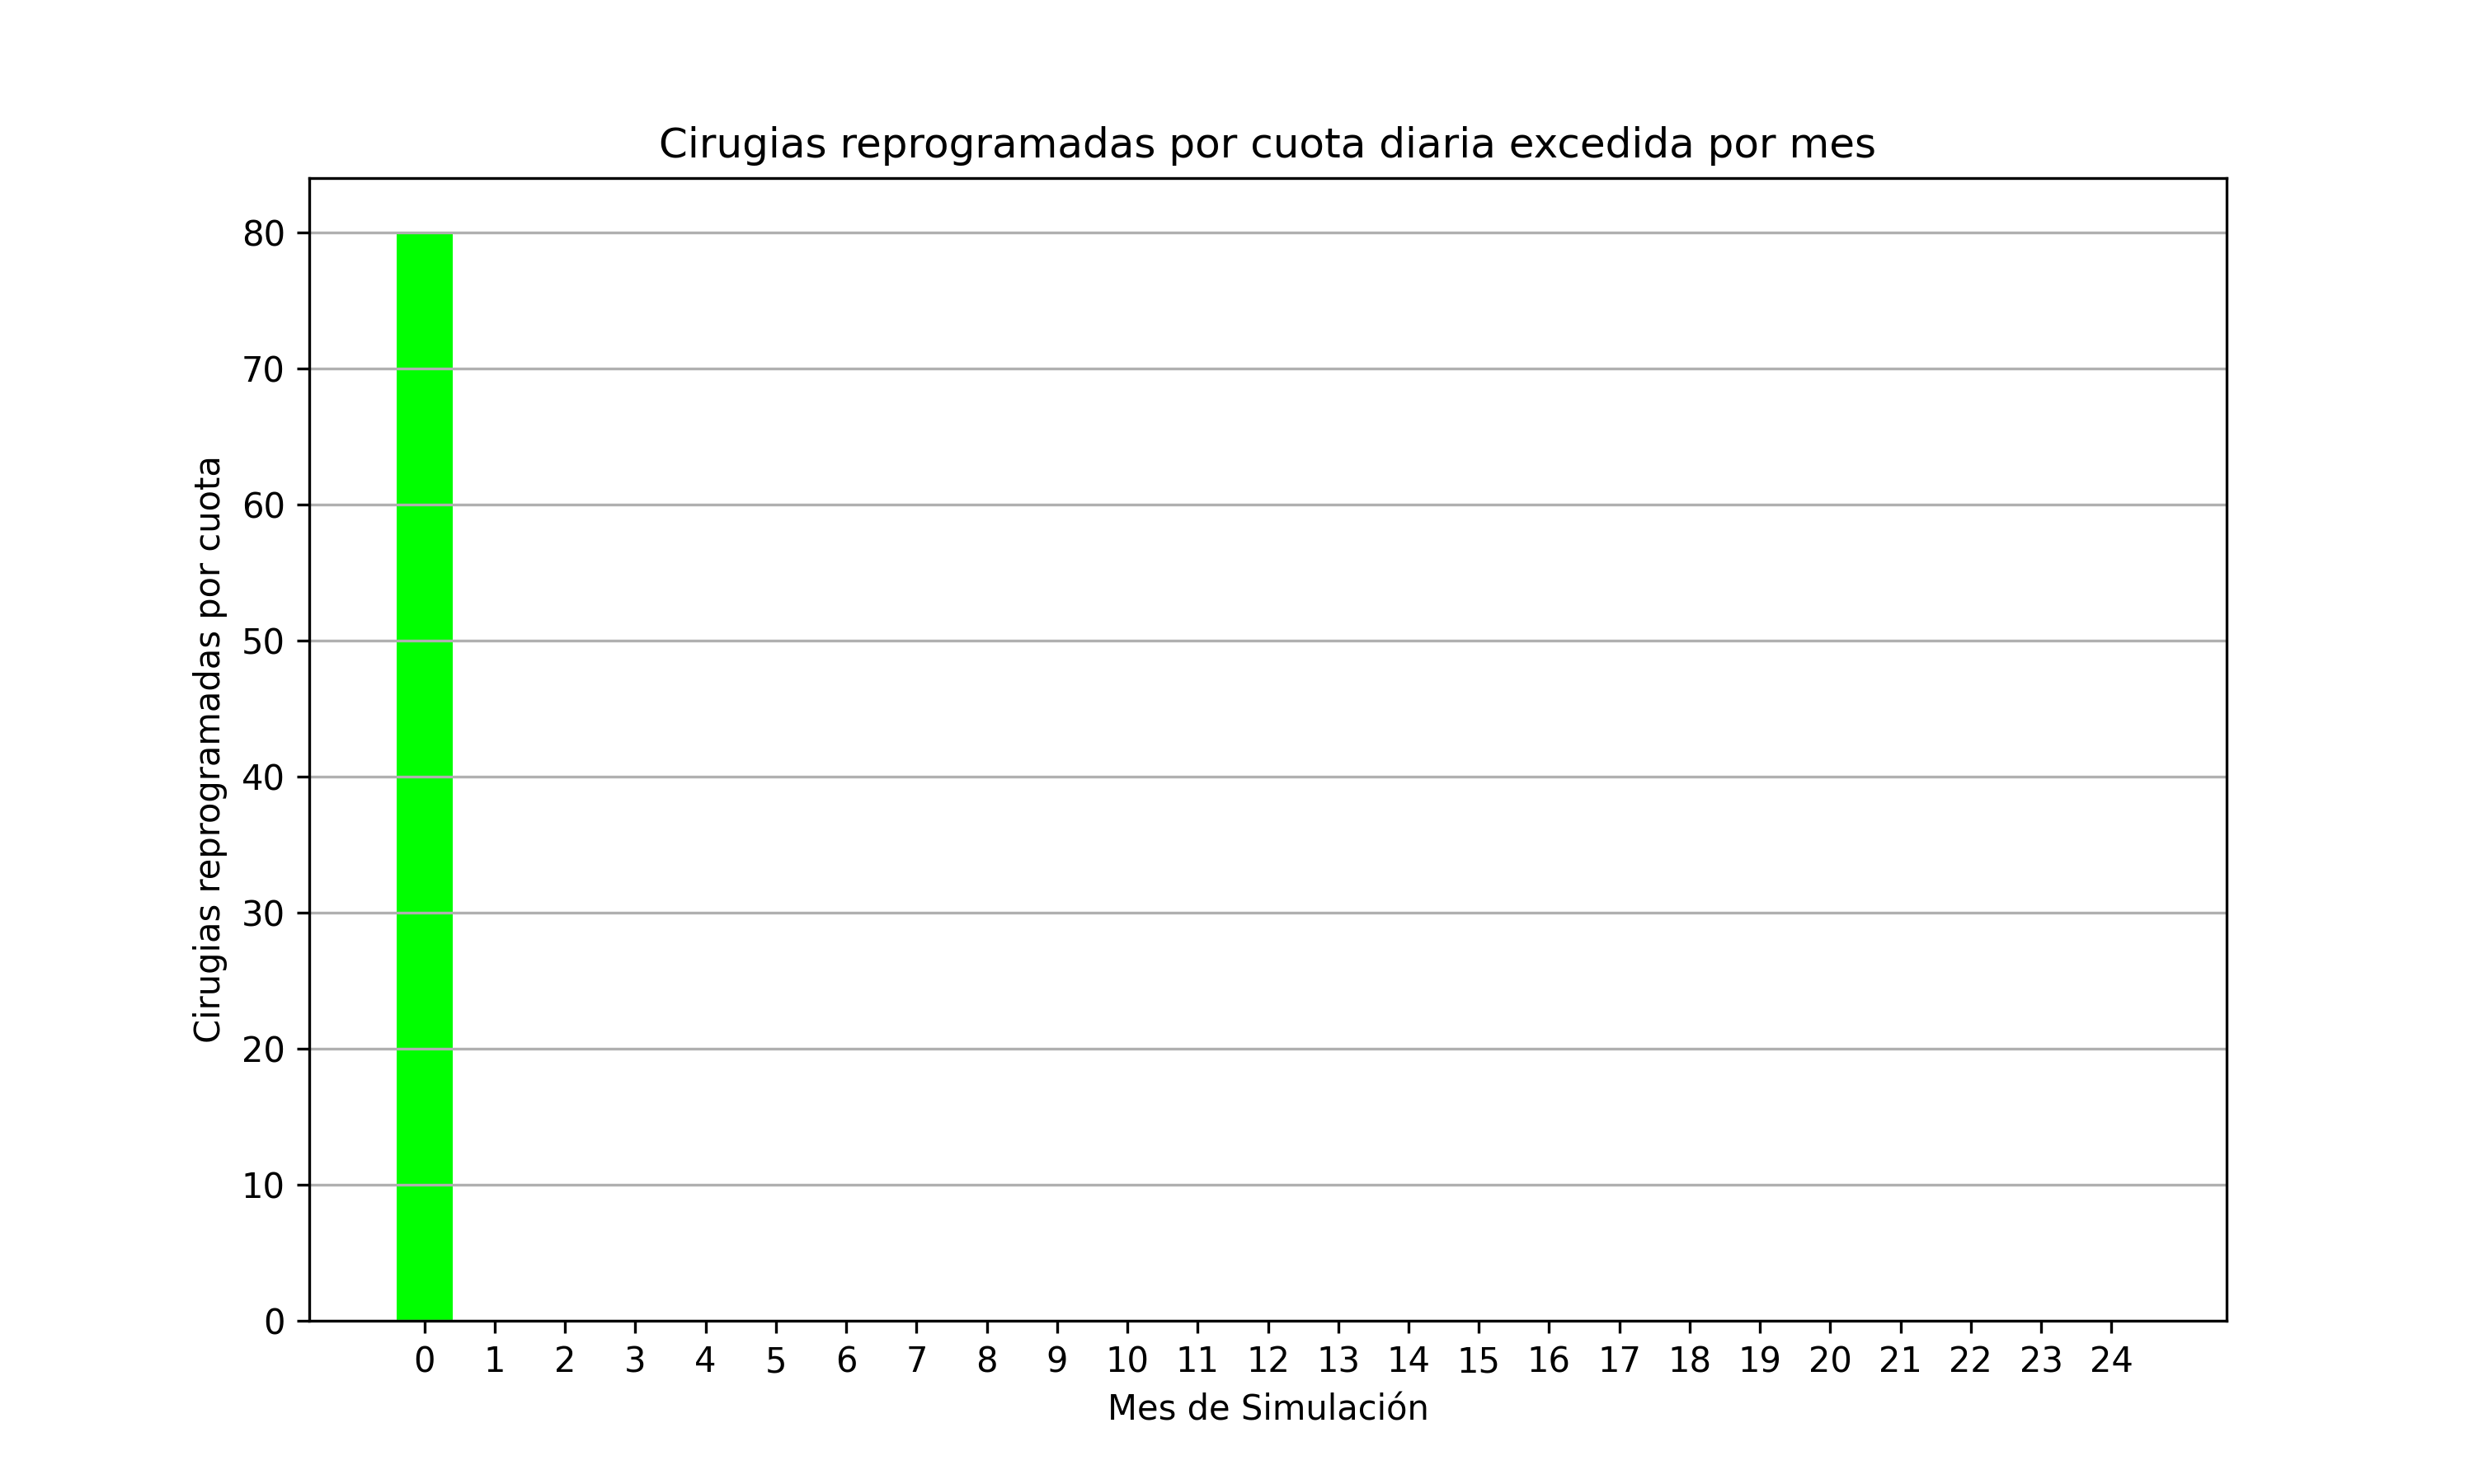 Cirugias reprogramadas por cuota diaria excedida por mes
Cirugias reprogramadas por cuota
80
70
60
50
40
30
20
10
0
0 1 2 3 4 5 6 7 8 9 10 11 12 13 14 15 16 17 18 19 20 21 22 23 24
Mes de Simulación